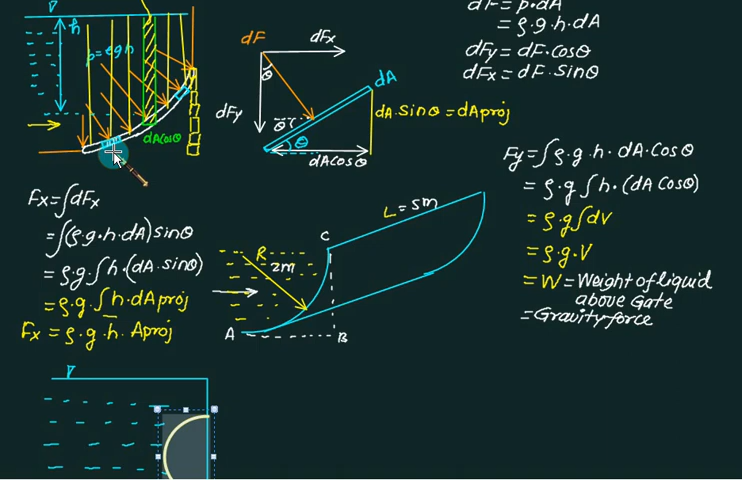 h
p=ρgh
dAcosθ
dF
dFx
θ
dFy
dA
dA.sinθ=dAproj
θ
dAcosθ
dF = p.dA
=ρ.g.h.dA
dFy=dF.cosθ
dFx=dF sinθ
Fx=∫dFx
=∫(ρ.g.h.dA)sinθ
=ρ.g.∫h.(dA.sinθ)
=ρ.g.∫h.dAproj
Fx=ρ.g.h.Aproj
L=5m
C
R
2m
A
B
Fy=∫ρ.g.h.dA.cosθ
=ρ.g∫h.(dA cosθ)
=ρ.g∫dV
=ρ.g.V
=W=Weight of liquid
above Gate
=Gravity force